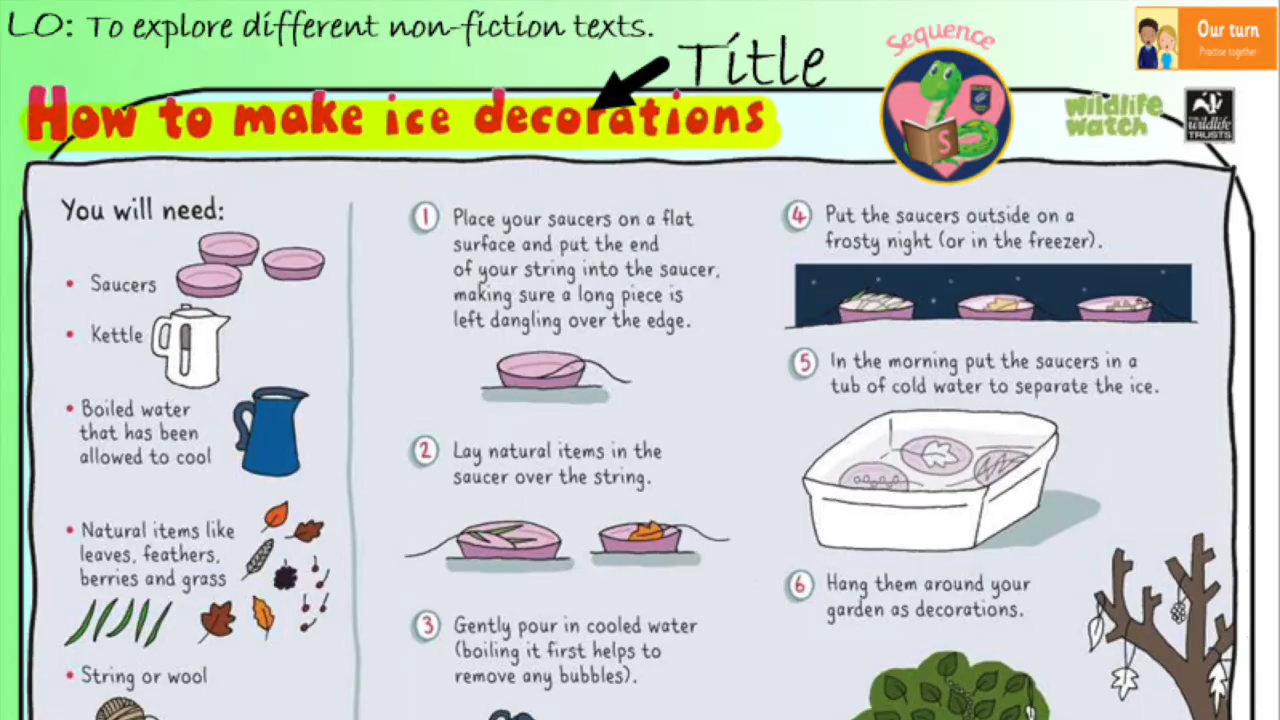 LO: To explore different non-fiction texts.
Title
Sequence
S
Our turn
Practise together
How to make ice decorations
wildlife
watch
wildlife
TRUSTS
You will need:
• Saucers
• Kettle
• Boiled water
that has been
allowed to cool
• Natural items like
leaves, feathers,
berries and grass
• String or wool
1 Place your saucers on a flat
surface and put the end
of your string into the saucer,
making sure a long piece is
left dangling over the edge.
2 Lay natural items in the
saucer over the string.
3 Gently pour in cooled water
(boiling it first helps to
remove any bubbles).
4 Put the saucers outside on a
frosty night (or in the freezer).
5 In the morning put the saucers in a
tub of cold water to separate the ice.
6 Hang them around your
garden as decorations.